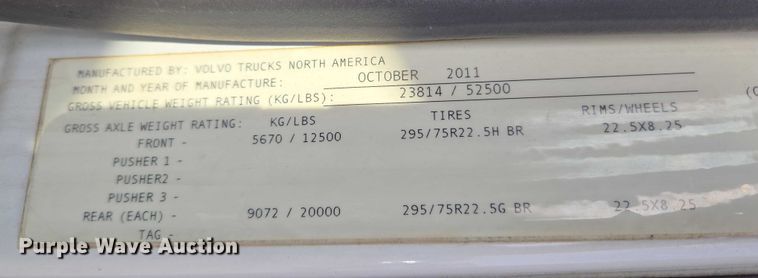 MANUFACTURED BY: VOLVO TRUCKS NORTH AMERICA
MONTH AND YEAR OF MANUFACTURE: OCTOBER 2011
GROSS VEHICLE WEIGHT RATING (KG/LBS): 23814 / 52500
GROSS AXLE WEIGHT RATING: KG/LBS TIRES RIMS/WHEELS
FRONT - 5670 / 12500 295/75R22.5H BR 22.5X8.25
PUSHER 1 -
PUSHER2 -
PUSHER 3 -
REAR (EACH) - 9072 / 20000 295/75R22.5G BR 22.5X8.25
TAG -
Purple Wave Auction